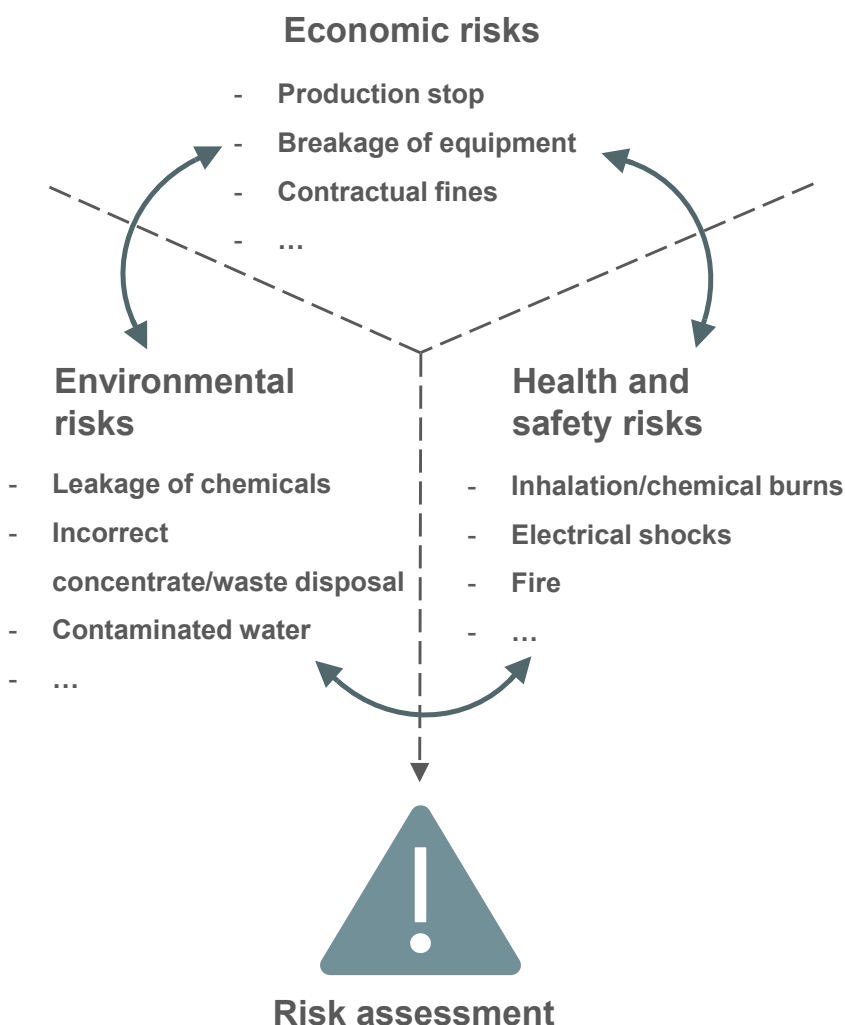 Economic risks
- Production stop
- Breakage of equipment
- Contractual fines
- …
Environmental
risks
- Leakage of chemicals
- Incorrect
concentrate/waste disposal
- Contaminated water
- …
Health and
safety risks
- Inhalation/chemical burns
- Electrical shocks
- Fire
- …
Risk assessment